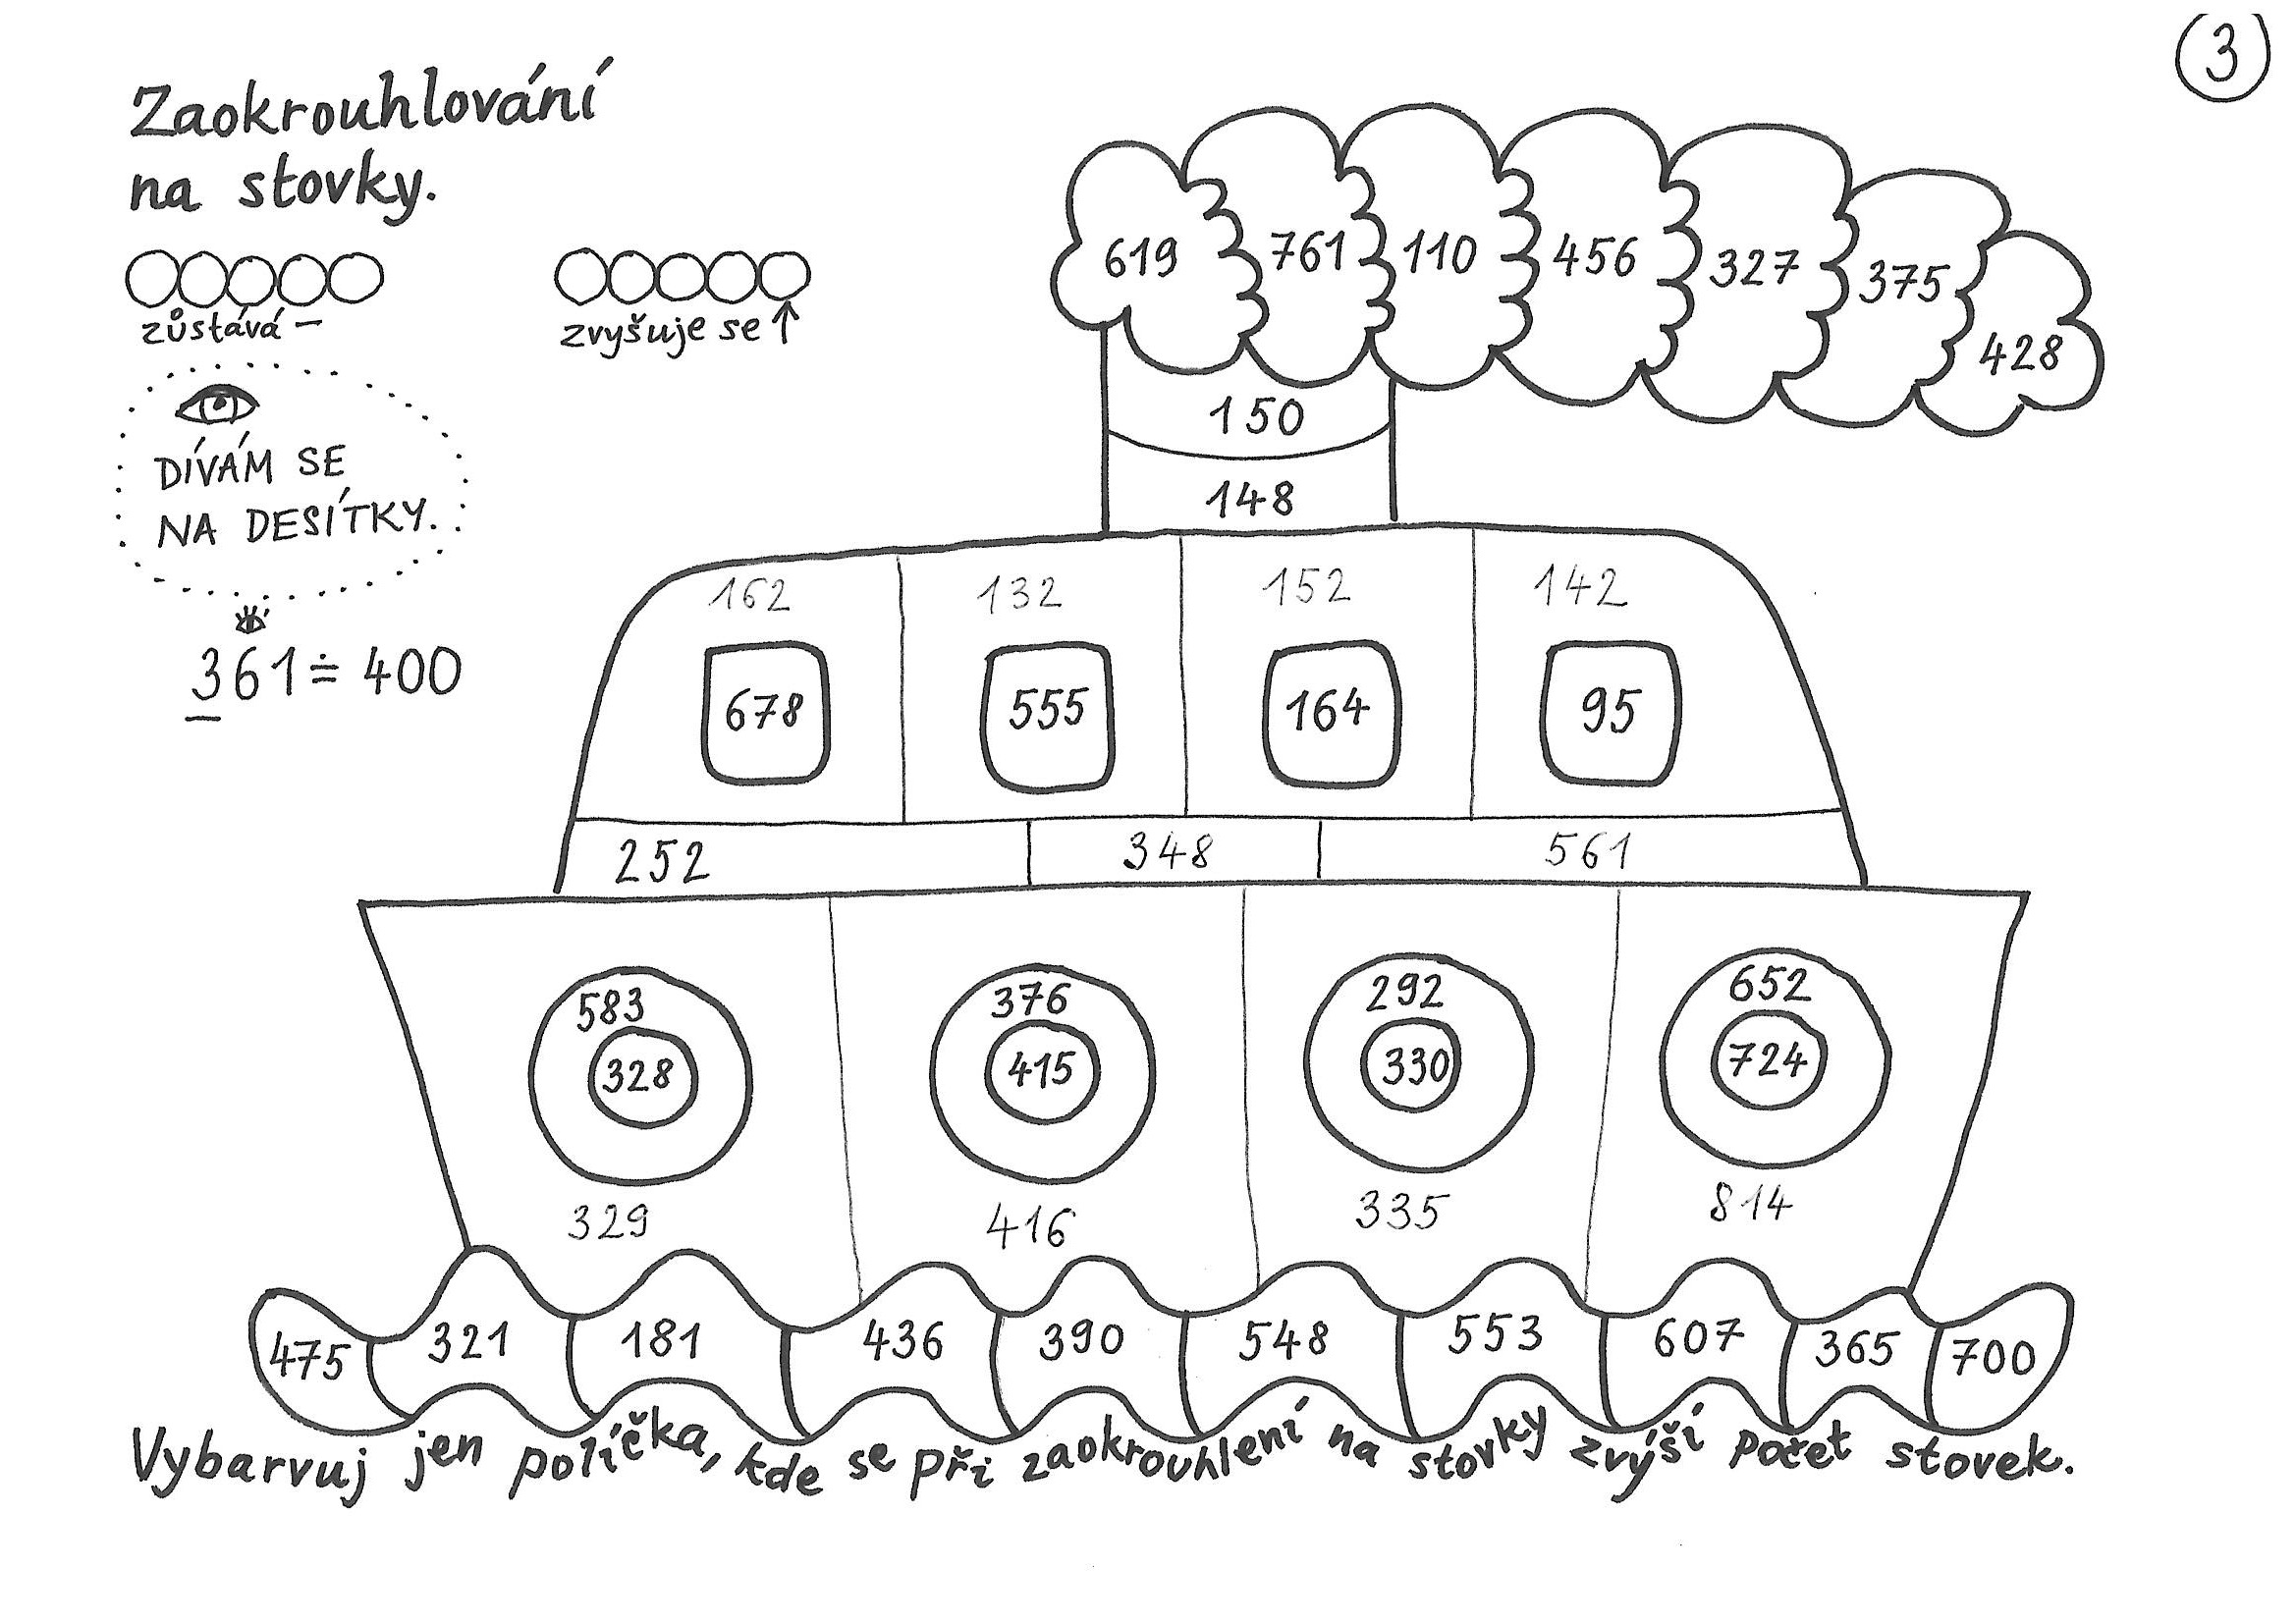 3
Zaokrouhlování
na stovky.
zůstává –
zvyšuje se ↑
DÍVÁM SE
NA DESÍTKY.
361 ≐ 400
619 761 110 456 327 375 428
150
148
162 132 152 142
678 555 164 95
252 348 561
583 376 292 652
328 415 330 724
329 416 335 814
475 321 181 436 390 548 553 607 365 700
Vybarvuj jen políčka, kde se při zaokrouhlení na stovky zvýší počet stovek.